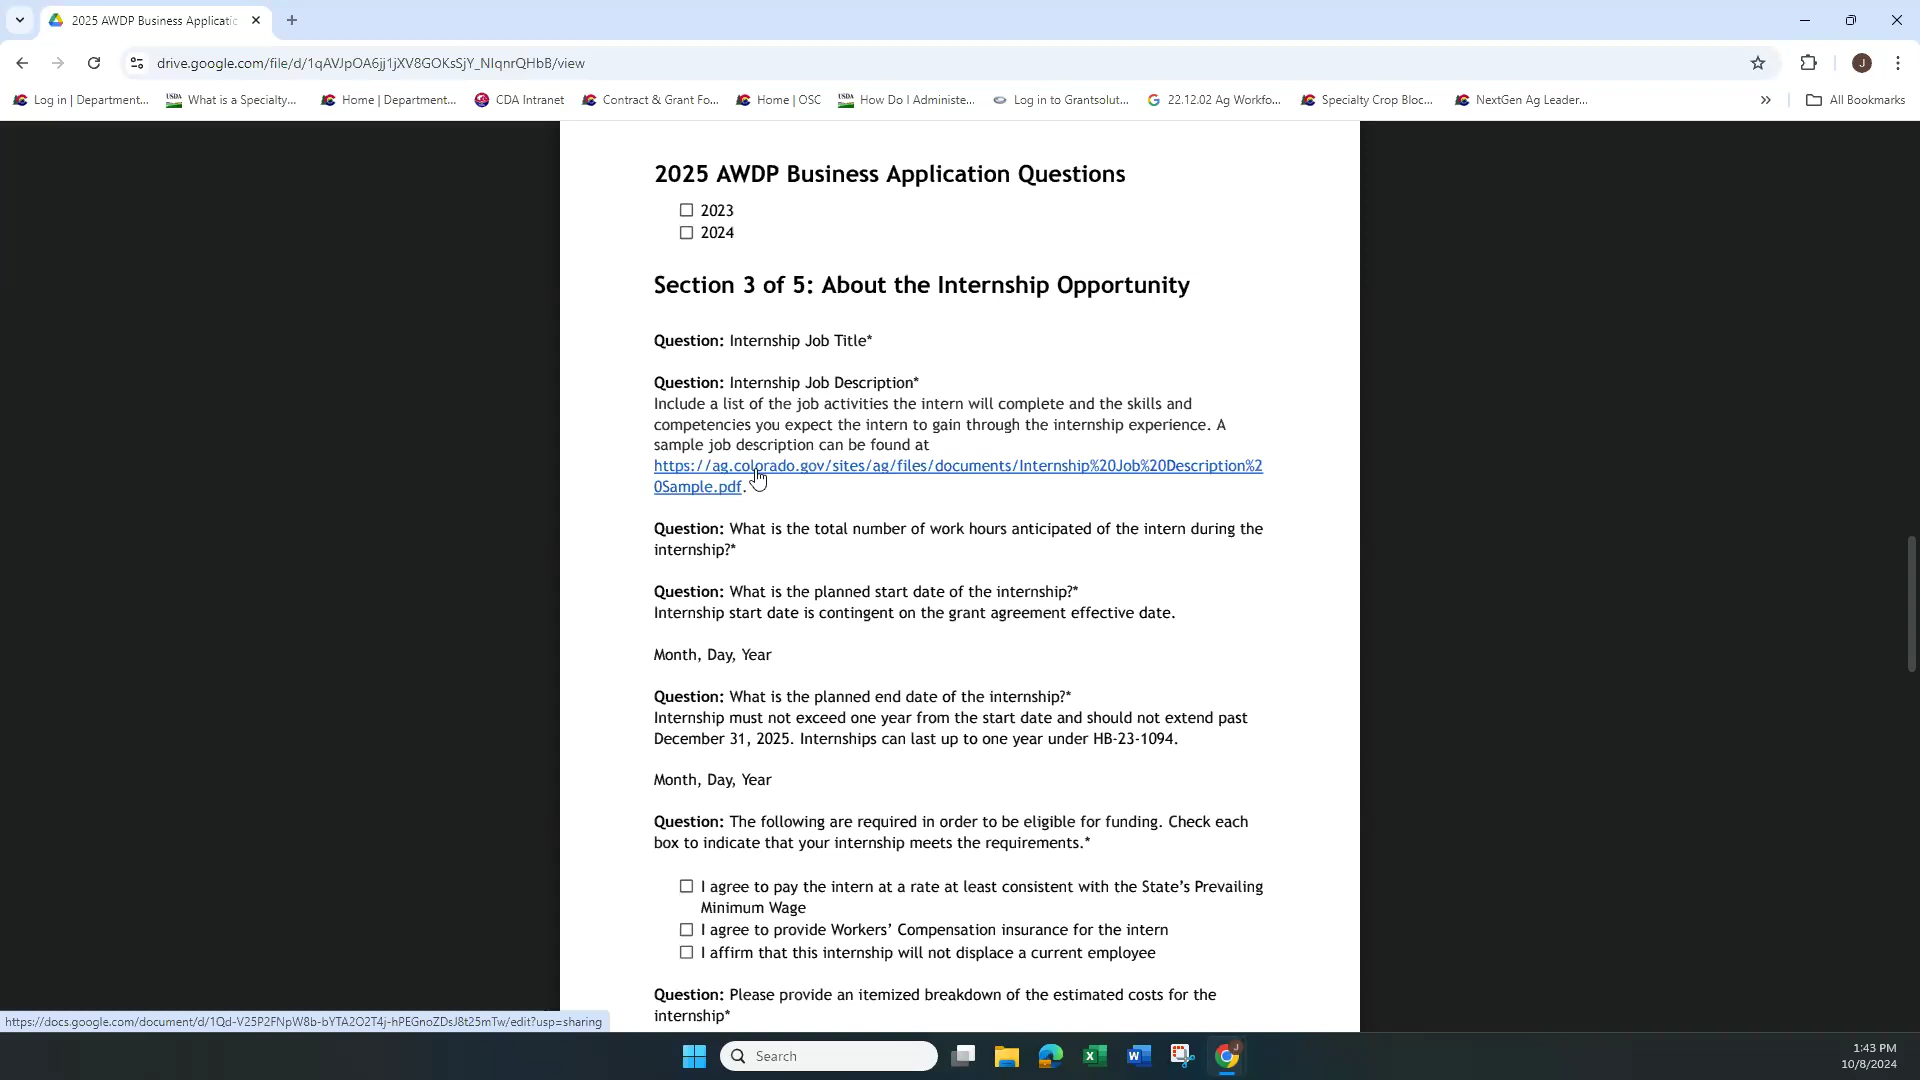 2025 AWDP Business Applicatic
drive.google.com/file/d/1qAVJpOA6jj1jXV8GOKsSjY_NIqnrQHbB/view
J
Log in | Department...
USDA What is a Specialty...
Home | Department...
CDA Intranet
Contract & Grant Fo...
Home | OSC
USDA How Do I Administe...
Log in to Grantsolut...
22.12.02 Ag Workfo...
Specialty Crop Bloc...
NextGen Ag Leader...
All Bookmarks
2025 AWDP Business Application Questions
2023
2024
Section 3 of 5: About the Internship Opportunity
Question: Internship Job Title*
Question: Internship Job Description*
Include a list of the job activities the intern will complete and the skills and
competencies you expect the intern to gain through the internship experience. A
sample job description can be found at
https://ag.colorado.gov/sites/ag/files/documents/Internship%20Job%20Description%2
0Sample.pdf.
Question: What is the total number of work hours anticipated of the intern during the
internship?*
Question: What is the planned start date of the internship?*
Internship start date is contingent on the grant agreement effective date.
Month, Day, Year
Question: What is the planned end date of the internship?*
Internship must not exceed one year from the start date and should not extend past
December 31, 2025. Internships can last up to one year under HB-23-1094.
Month, Day, Year
Question: The following are required in order to be eligible for funding. Check each
box to indicate that your internship meets the requirements.*
I agree to pay the intern at a rate at least consistent with the State’s Prevailing
Minimum Wage
I agree to provide Workers’ Compensation insurance for the intern
I affirm that this internship will not displace a current employee
Question: Please provide an itemized breakdown of the estimated costs for the
internship*
https://docs.google.com/document/d/1Qd-V25P2FNpW8b-bYTA2O2T4j-hPEGnoZDsJ8t25mTw/edit?usp=sharing
Search
1:43 PM
10/8/2024